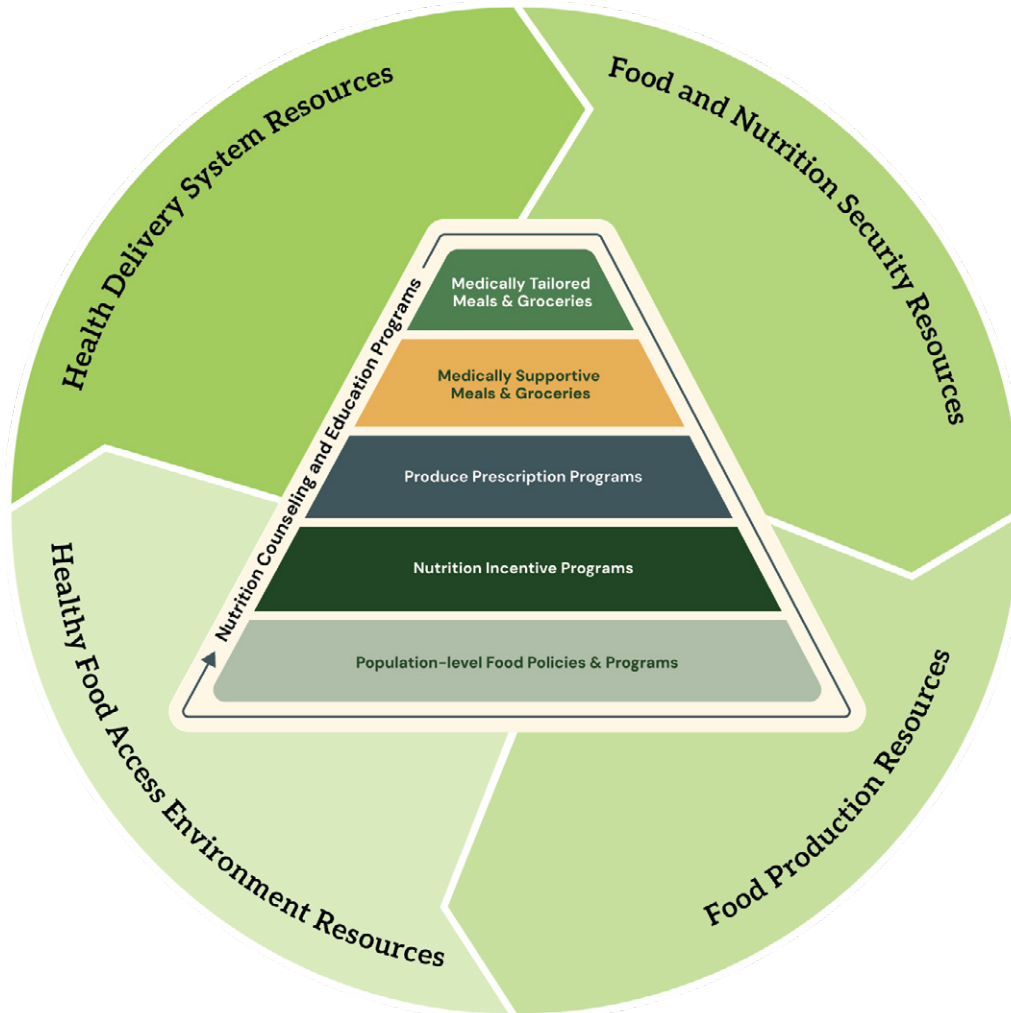 Health Delivery System Resources
Food and Nutrition Security Resources
Nutrition Counseling and Education Programs
Medically Tailored
Meals & Groceries
Medically Supportive
Meals & Groceries
Produce Prescription Programs
Nutrition Incentive Programs
Population-level Food Policies & Programs
Healthy Food Access Environment Resources
Food Production Resources